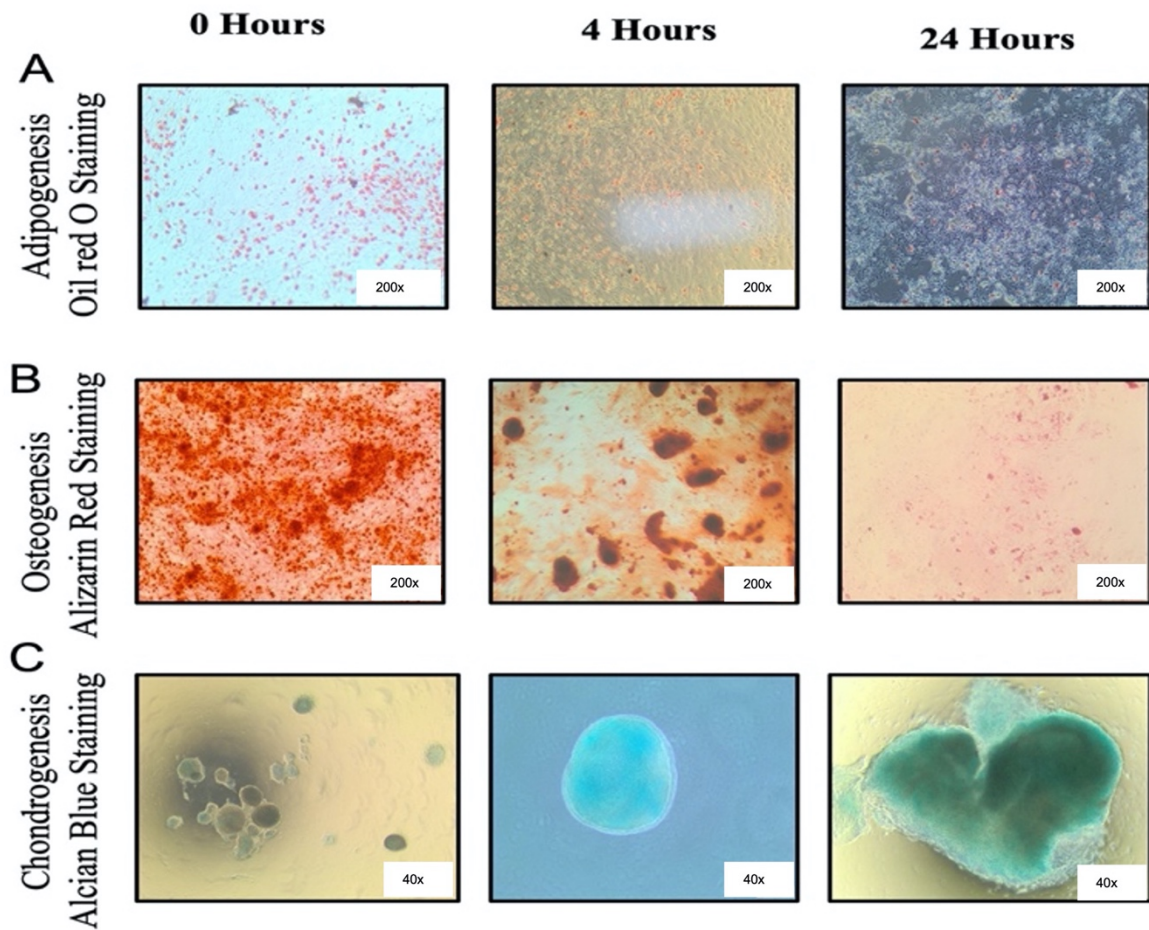 0 Hours
4 Hours
24 Hours
A
Adipogenesis
Oil red O Staining
200x
200x
200x
B
Osteogenesis
Alizarin Red Staining
200x
200x
200x
C
Chondrogenesis
Alcian Blue Staining
40x
40x
40x